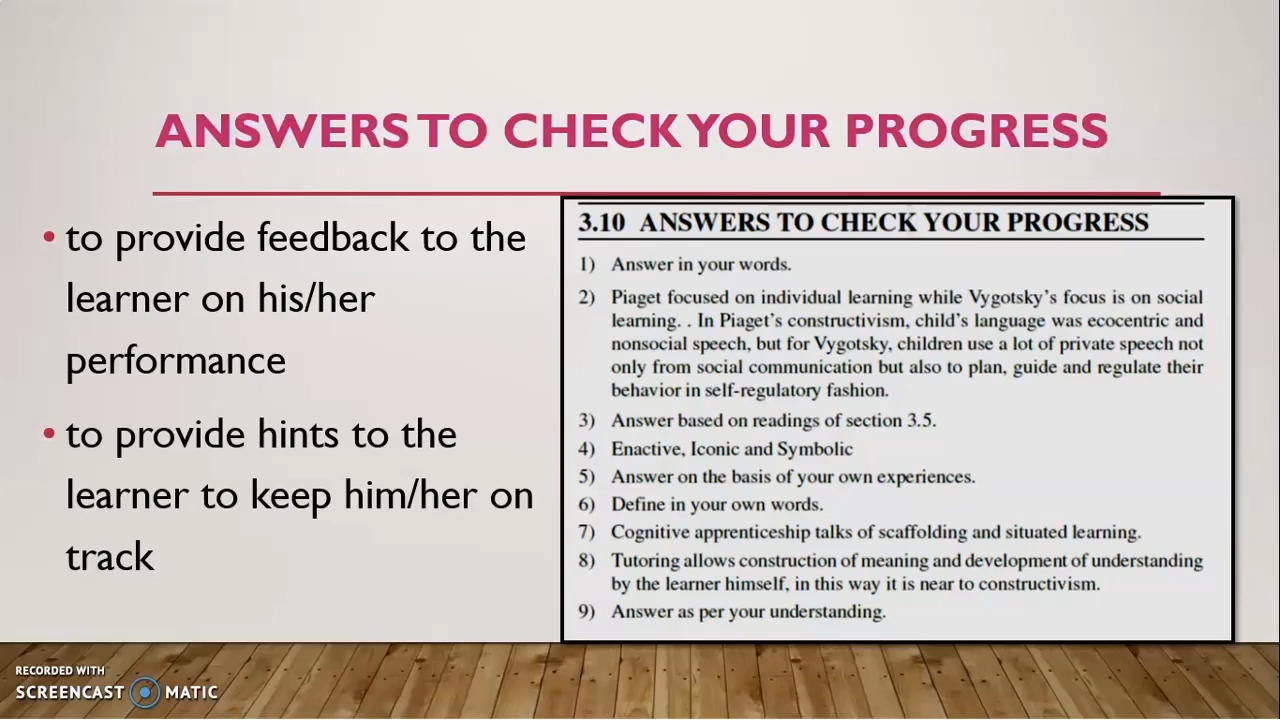 ANSWERS TO CHECK YOUR PROGRESS
• to provide feedback to the
learner on his/her
performance
• to provide hints to the
learner to keep him/her on
track
3.10 ANSWERS TO CHECK YOUR PROGRESS
1) Answer in your words.
2) Piaget focused on individual learning while Vygotsky's focus is on social
learning. . In Piaget's constructivism, child's language was ecocentric and
nonsocial speech, but for Vygotsky, children use a lot of private speech not
only from social communication but also to plan, guide and regulate their
behavior in self-regulatory fashion.
3) Answer based on readings of section 3.5.
4) Enactive, Iconic and Symbolic
5) Answer on the basis of your own experiences.
6) Define in your own words.
7) Cognitive apprenticeship talks of scaffolding and situated learning.
8) Tutoring allows construction of meaning and development of understanding
by the learner himself, in this way it is near to constructivism.
9) Answer as per your understanding.
RECORDED WITH
SCREENCAST MATIC